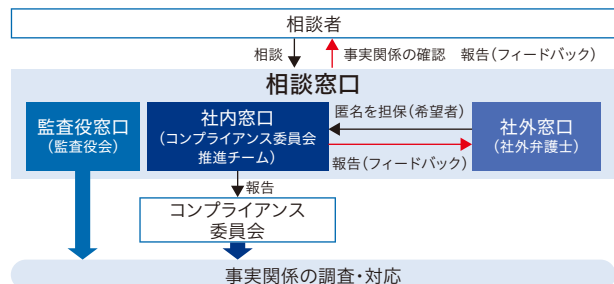 相談者
相談
事実関係の確認 報告(フィードバック)
相談窓口
監査役窓口
(監査役会)
社内窓口
(コンプライアンス委員会
推進チーム)
匿名を担保(希望者)
報告(フィードバック)
社外窓口
(社外弁護士)
報告
コンプライアンス
委員会
事実関係の調査・対応